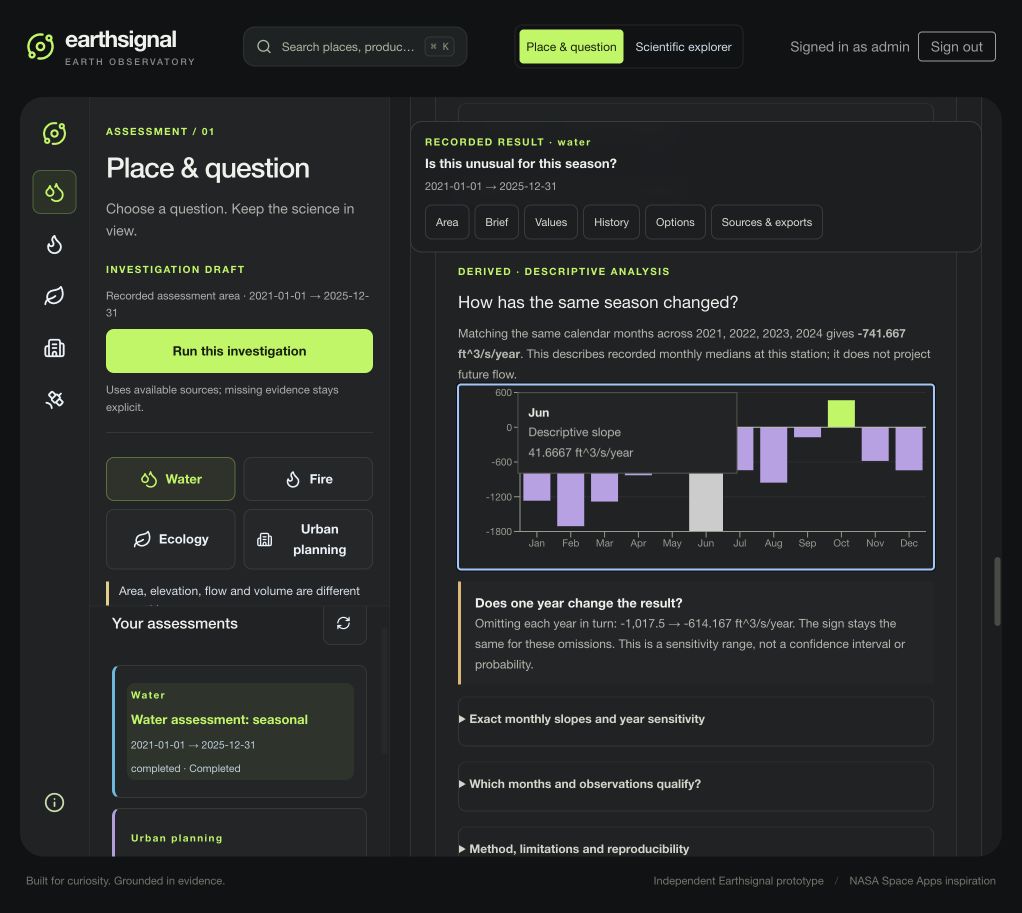 earthsignal
EARTH OBSERVATORY
Search places, produc...
⌘ K
Place & question
Scientific explorer
Signed in as admin
Sign out
ASSESSMENT / 01
Place & question
Choose a question. Keep the science in
view.
INVESTIGATION DRAFT
Recorded assessment area · 2021-01-01 → 2025-12-
31
Run this investigation
Uses available sources; missing evidence stays
explicit.
Water
Fire
Ecology
Urban
planning
Area, elevation, flow and volume are different
Your assessments
Water
Water assessment: seasonal
2021-01-01 → 2025-12-31
completed · Completed
Urban planning
RECORDED RESULT · water
Is this unusual for this season?
2021-01-01 → 2025-12-31
Area
Brief
Values
History
Options
Sources & exports
DERIVED · DESCRIPTIVE ANALYSIS
How has the same season changed?
Matching the same calendar months across 2021, 2022, 2023, 2024 gives -741.667
ft^3/s/year. This describes recorded monthly medians at this station; it does not project
future flow.
600
0
-600
-1200
-1800
Jun
Descriptive slope
41.6667 ft^3/s/year
Jan Feb Mar Apr May Jun Jul Aug Sep Oct Nov Dec
Does one year change the result?
Omitting each year in turn: -1,017.5 → -614.167 ft^3/s/year. The sign stays the
same for these omissions. This is a sensitivity range, not a confidence interval or
probability.
Exact monthly slopes and year sensitivity
Which months and observations qualify?
Method, limitations and reproducibility
Built for curiosity. Grounded in evidence.
Independent Earthsignal prototype / NASA Space Apps inspiration